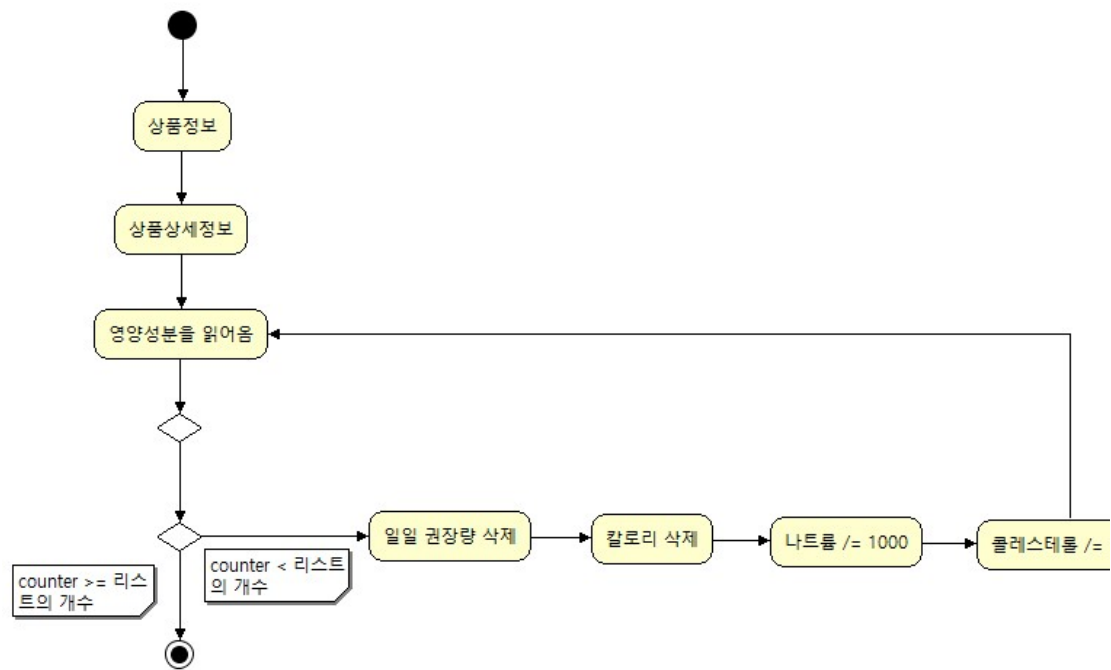 상품정보
상품상세정보
영양성분을 읽어옴
일일 권장량 삭제
칼로리 삭제
나트륨 /= 1000
콜레스테롤 /=
counter >= 리스
트의 개수
counter < 리스트
의 개수